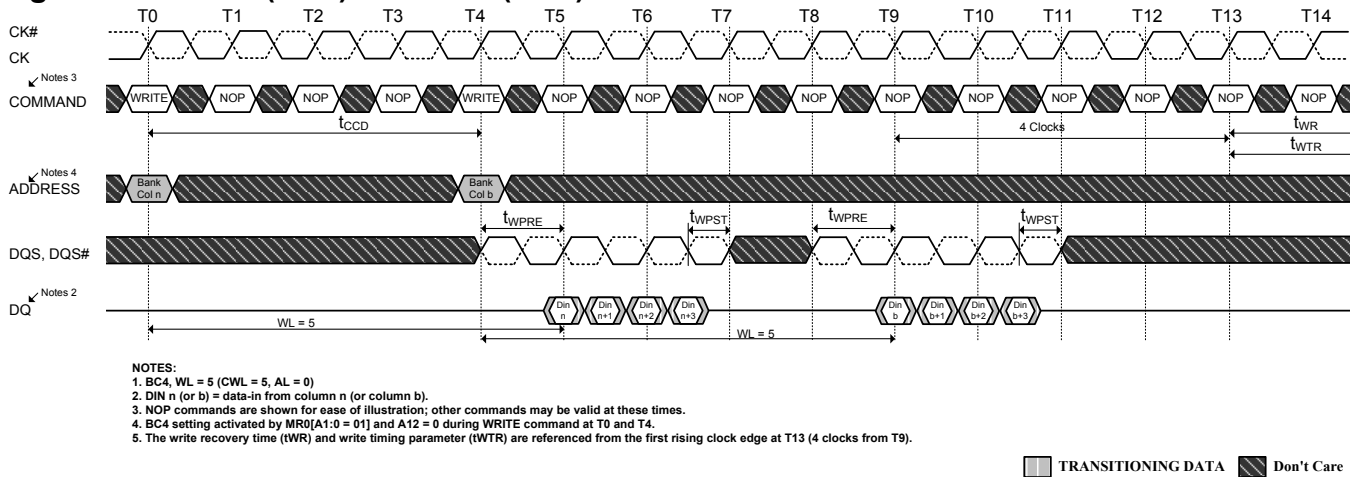 T0 T1 T2 T3 T4 T5 T6 T7 T8 T9 T10 T11 T12 T13 T14
CK#
CK
Notes 3
COMMAND
WRITE NOP NOP NOP WRITE NOP NOP NOP NOP NOP NOP NOP NOP NOP NOP
tCCD
4 Clocks
tWR
tWTR
Notes 4
ADDRESS
Bank Col n
Bank Col b
tWPRE tWPST tWPRE tWPST
DQS, DQS#
Notes 2
DQ
Din n Din n+1 Din n+2 Din n+3 Din b Din b+1 Din b+2 Din b+3
WL = 5
WL = 5
NOTES:
1. BC4, WL = 5 (CWL = 5, AL = 0)
2. DIN n (or b) = data-in from column n (or column b).
3. NOP commands are shown for ease of illustration; other commands may be valid at these times.
4. BC4 setting activated by MR0[A1:0 = 01] and A12 = 0 during WRITE command at T0 and T4.
5. The write recovery time (tWR) and write timing parameter (tWTR) are referenced from the first rising clock edge at T13 (4 clocks from T9).
TRANSITIONING DATA Don't Care